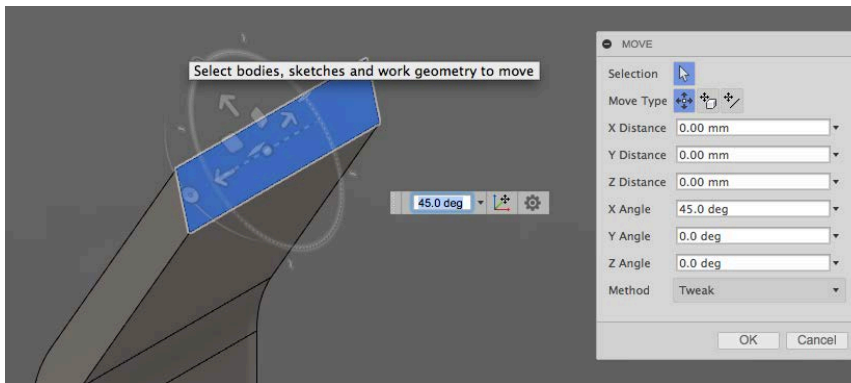 Select bodies, sketches and work geometry to move
45.0 deg
MOVE
Selection
Move Type
X Distance 0.00 mm
Y Distance 0.00 mm
Z Distance 0.00 mm
X Angle 45.0 deg
Y Angle 0.0 deg
Z Angle 0.0 deg
Method Tweak
OK Cancel